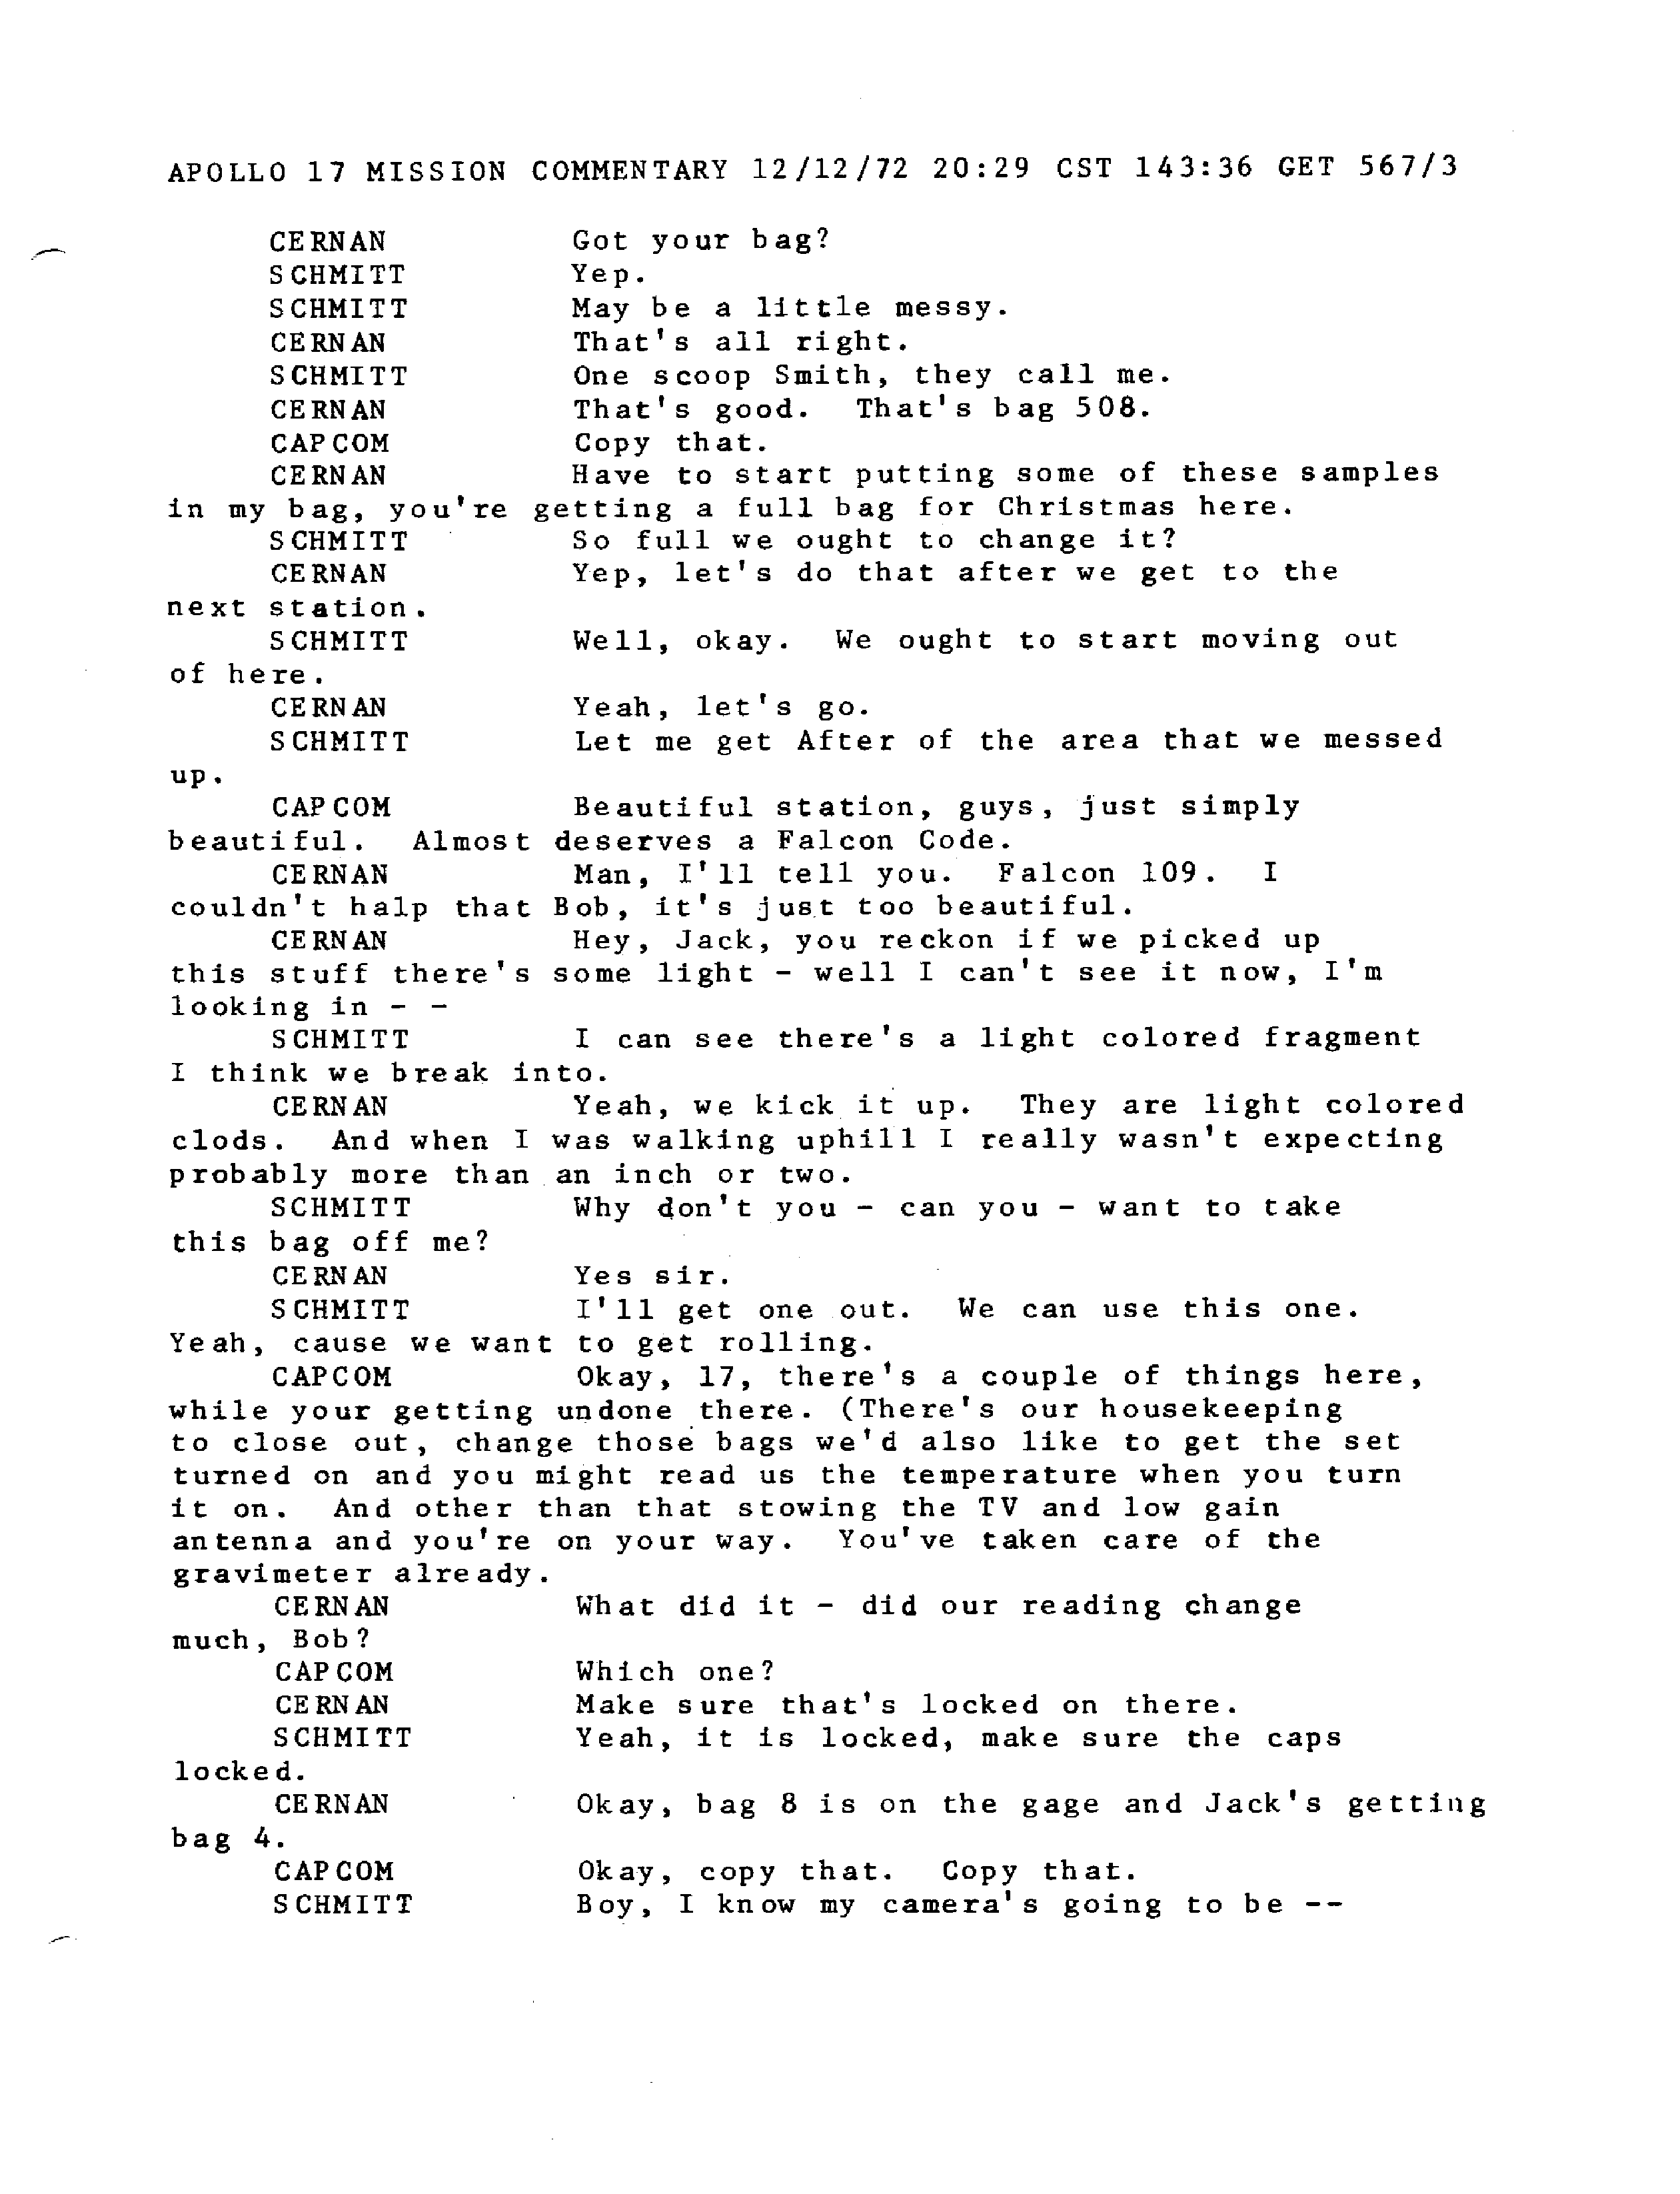 APOLLO 17 MISSION COMMENTARY 12/12/72 20:29 CST 143:36 GET 567/3
CERNAN Got your bag?
SCHMITT Yep.
SCHMITT May be a little messy.
CERNAN That's all right.
SCHMITT One scoop Smith, they call me.
CERNAN That's good. That's bag 508.
CAPCOM Copy that.
CERNAN Have to start putting some of these samples
in my bag, you're getting a full bag for Christmas here.
SCHMITT So full we ought to change it?
CERNAN Yep, let's do that after we get to the
next station.
SCHMITT Well, okay. We ought to start moving out
of here.
CERNAN Yeah, let's go.
SCHMITT Let me get After of the area that we messed
up.
CAPCOM Beautiful station, guys, just simply
beautiful. Almost deserves a Falcon Code.
CERNAN Man, I'll tell you. Falcon 109. I
couldn't halp that Bob, it's just too beautiful.
CERNAN Hey, Jack, you reckon if we picked up
this stuff there's some light - well I can't see it now, I'm
looking in - -
SCHMITT I can see there's a light colored fragment
I think we break into.
CERNAN Yeah, we kick it up. They are light colored
clods. And when I was walking uphill I really wasn't expecting
probably more than an inch or two.
SCHMITT Why don't you - can you - want to take
this bag off me?
CERNAN Yes sir.
SCHMITT I'll get one out. We can use this one.
Yeah, cause we want to get rolling.
CAPCOM Okay, 17, there's a couple of things here,
while your getting undone there. (There's our housekeeping
to close out, change those bags we'd also like to get the set
turned on and you might read us the temperature when you turn
it on. And other than that stowing the TV and low gain
antenna and you're on your way. You've taken care of the
gravimeter already.
CERNAN What did it - did our reading change
much, Bob?
CAPCOM Which one?
CERNAN Make sure that's locked on there.
SCHMITT Yeah, it is locked, make sure the caps
locked.
CERNAN Okay, bag 8 is on the gage and Jack's getting
bag 4.
CAPCOM Okay, copy that. Copy that.
SCHMITT Boy, I know my camera's going to be --